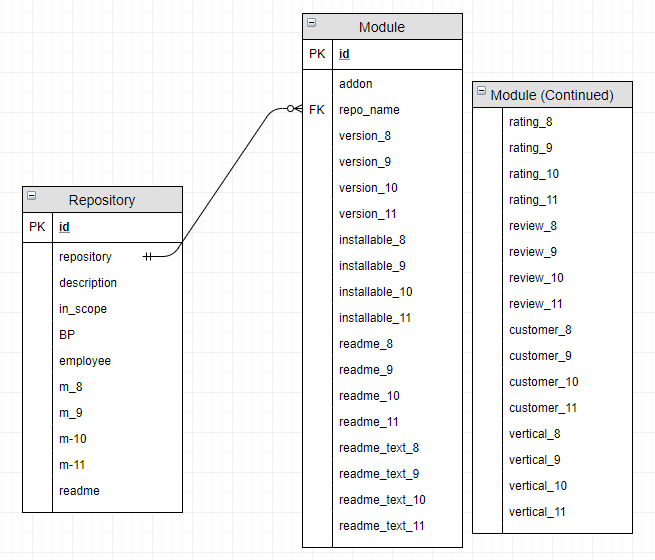 Module
PK id
addon
FK repo_name
version_8
version_9
version_10
version_11
installable_8
installable_9
installable_10
installable_11
readme_8
readme_9
readme_10
readme_11
readme_text_8
readme_text_9
readme_text_10
readme_text_11
Module (Continued)
rating_8
rating_9
rating_10
rating_11
review_8
review_9
review_10
review_11
customer_8
customer_9
customer_10
customer_11
vertical_8
vertical_9
vertical_10
vertical_11
Repository
PK id
repository
description
in_scope
BP
employee
m_8
m_9
m-10
m-11
readme